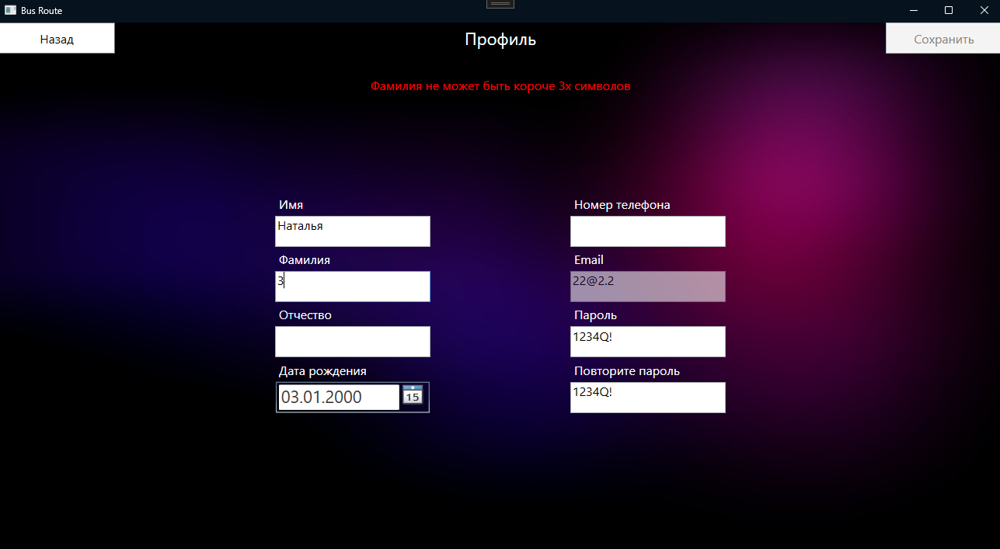 Bus Route
Назад
Профиль
Сохранить
Фамилия не может быть короче 3х символов
Имя
Наталья
Фамилия
З
Отчество
Дата рождения
03.01.2000
15
Номер телефона
Email
22@2.2
Пароль
1234Q!
Повторите пароль
1234Q!